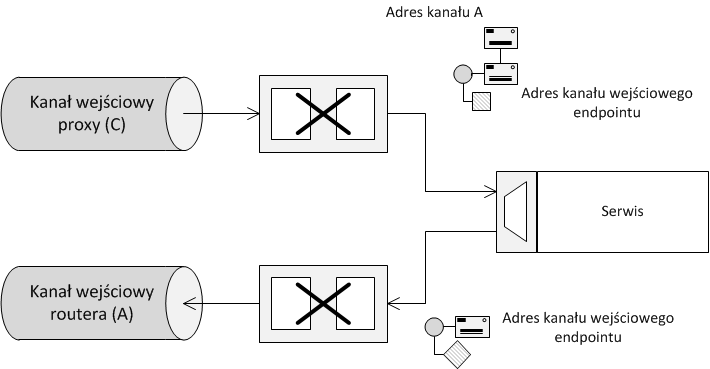 Adres kanału A
Kanał wejściowy
proxy (C)
Adres kanału wejściowego
endpointu
Serwis
Kanał wejściowy
routera (A)
Adres kanału wejściowego
endpointu